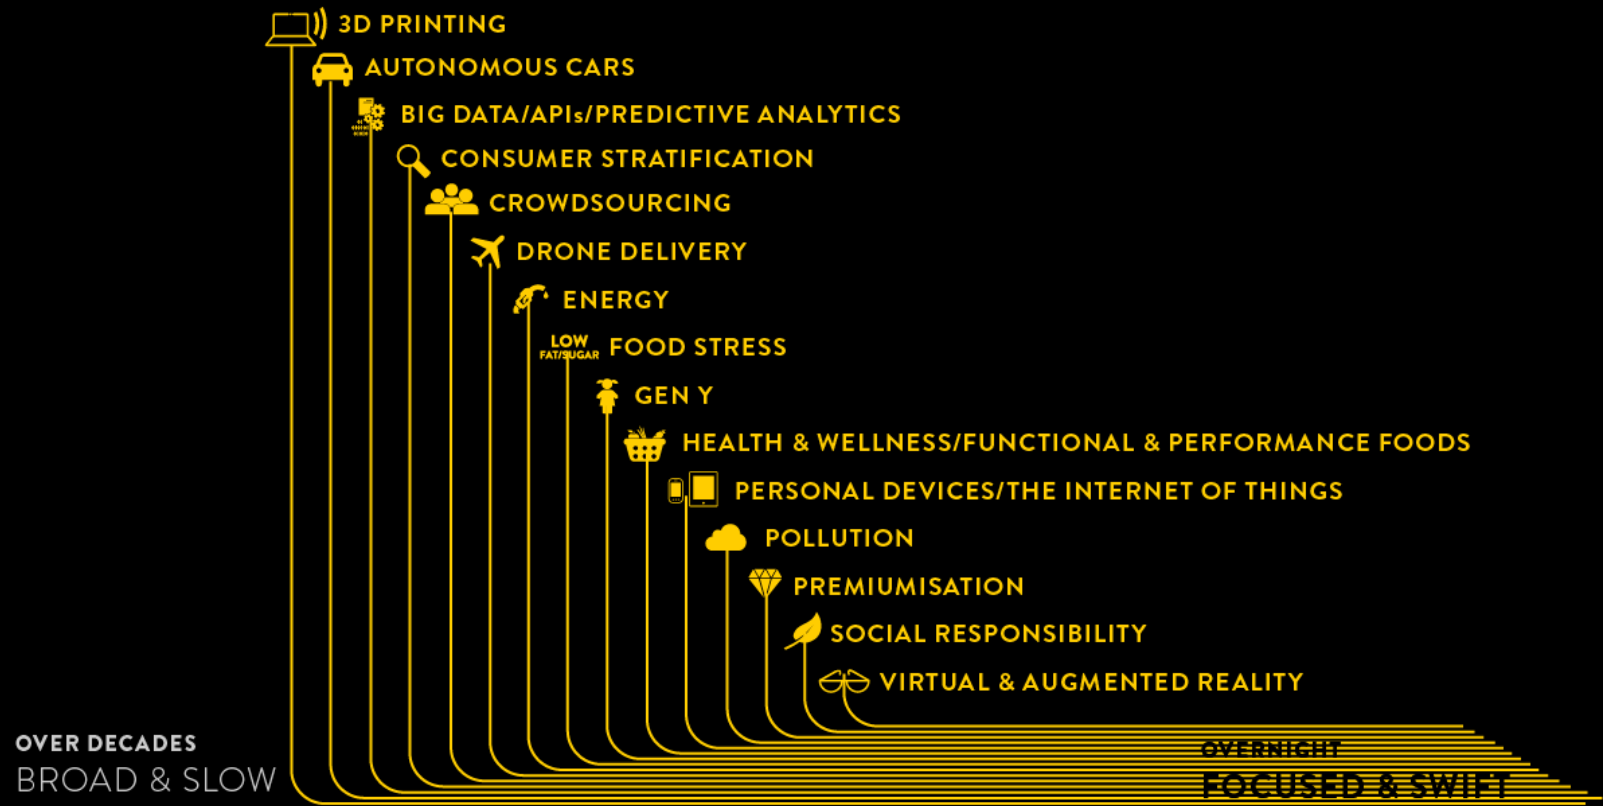 3D PRINTING
AUTONOMOUS CARS
BIG DATA/APIs/PREDICTIVE ANALYTICS
CONSUMER STRATIFICATION
CROWDSOURCING
DRONE DELIVERY
ENERGY
LOW
FAT/SUGAR
FOOD STRESS
GEN Y
HEALTH & WELLNESS/FUNCTIONAL & PERFORMANCE FOODS
PERSONAL DEVICES/THE INTERNET OF THINGS
POLLUTION
PREMIUMISATION
SOCIAL RESPONSIBILITY
VIRTUAL & AUGMENTED REALITY
OVER DECADES
BROAD & SLOW
OVERNIGHT
FOCUSED & SWIFT